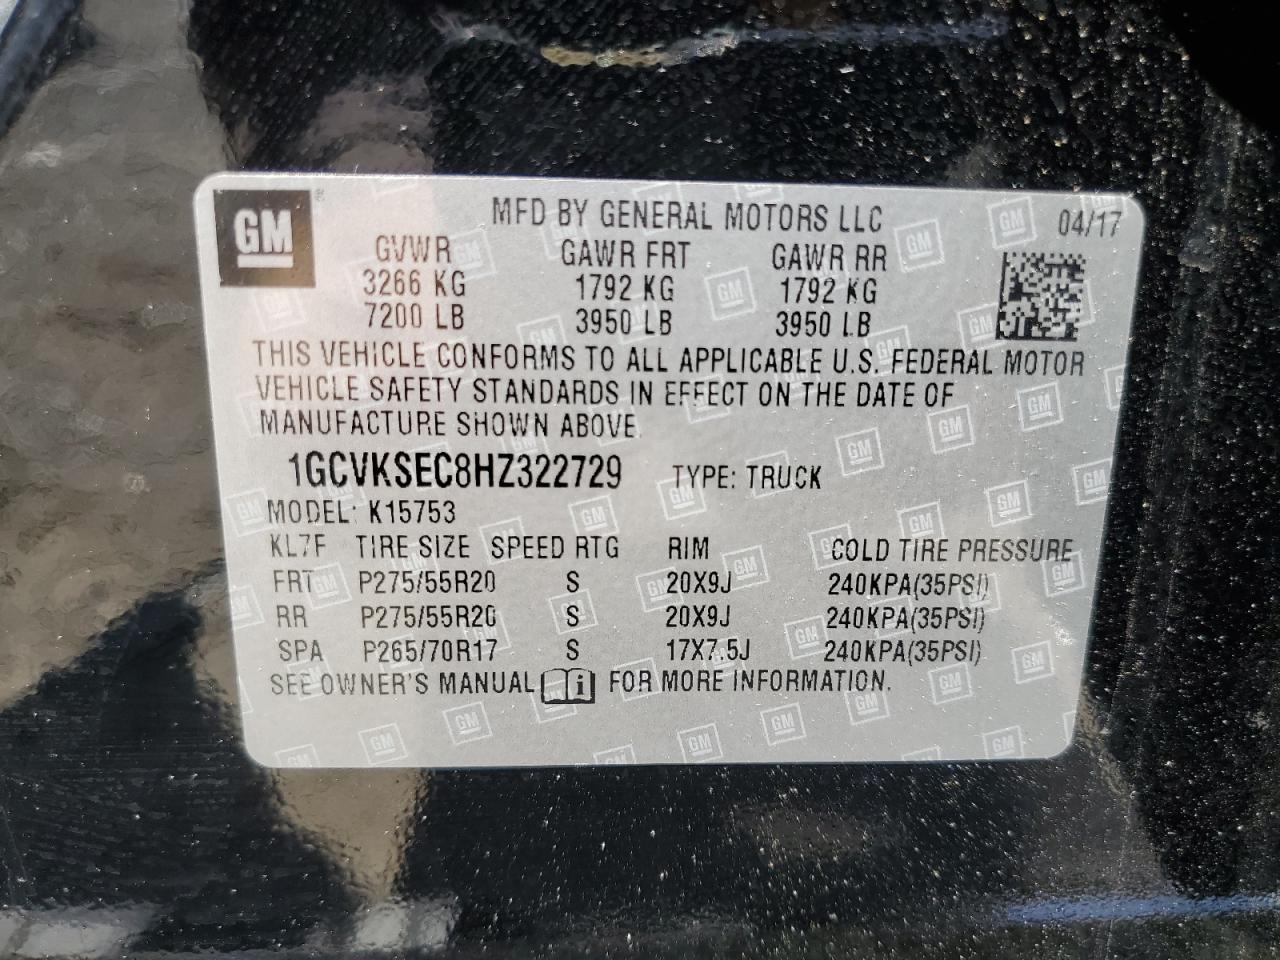 GM
MFD BY GENERAL MOTORS LLC 04/17
GVWR GAWR FRT GAWR RR
3266 KG 1792 KG 1792 KG
7200 LB 3950 LB 3950 LB
THIS VEHICLE CONFORMS TO ALL APPLICABLE U.S. FEDERAL MOTOR
VEHICLE SAFETY STANDARDS IN EFFECT ON THE DATE OF
MANUFACTURE SHOWN ABOVE.
1GCVKSEC8HZ322729 TYPE: TRUCK
MODEL: K15753
KL7F TIRE SIZE SPEED RTG RIM COLD TIRE PRESSURE
FRT P275/55R20 S 20X9J 240KPA(35PSI)
RR P275/55R20 S 20X9J 240KPA(35PSI)
SPA P265/70R17 S 17X7.5J 240KPA(35PSI)
SEE OWNER'S MANUAL i FOR MORE INFORMATION.